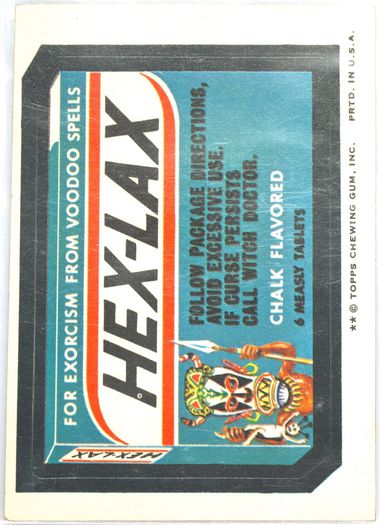 FOR EXORCISM FROM VOODOO SPELLS
HEX-LAX
HEX-LAX
FOLLOW PACKAGE DIRECTIONS,
AVOID EXCESSIVE USE.
IF CURSE PERSISTS
CALL WITCH DOCTOR.
CHALK FLAVORED
6 MEASLY TABLETS
** © TOPPS CHEWING GUM, INC. PRTD. IN U.S.A.